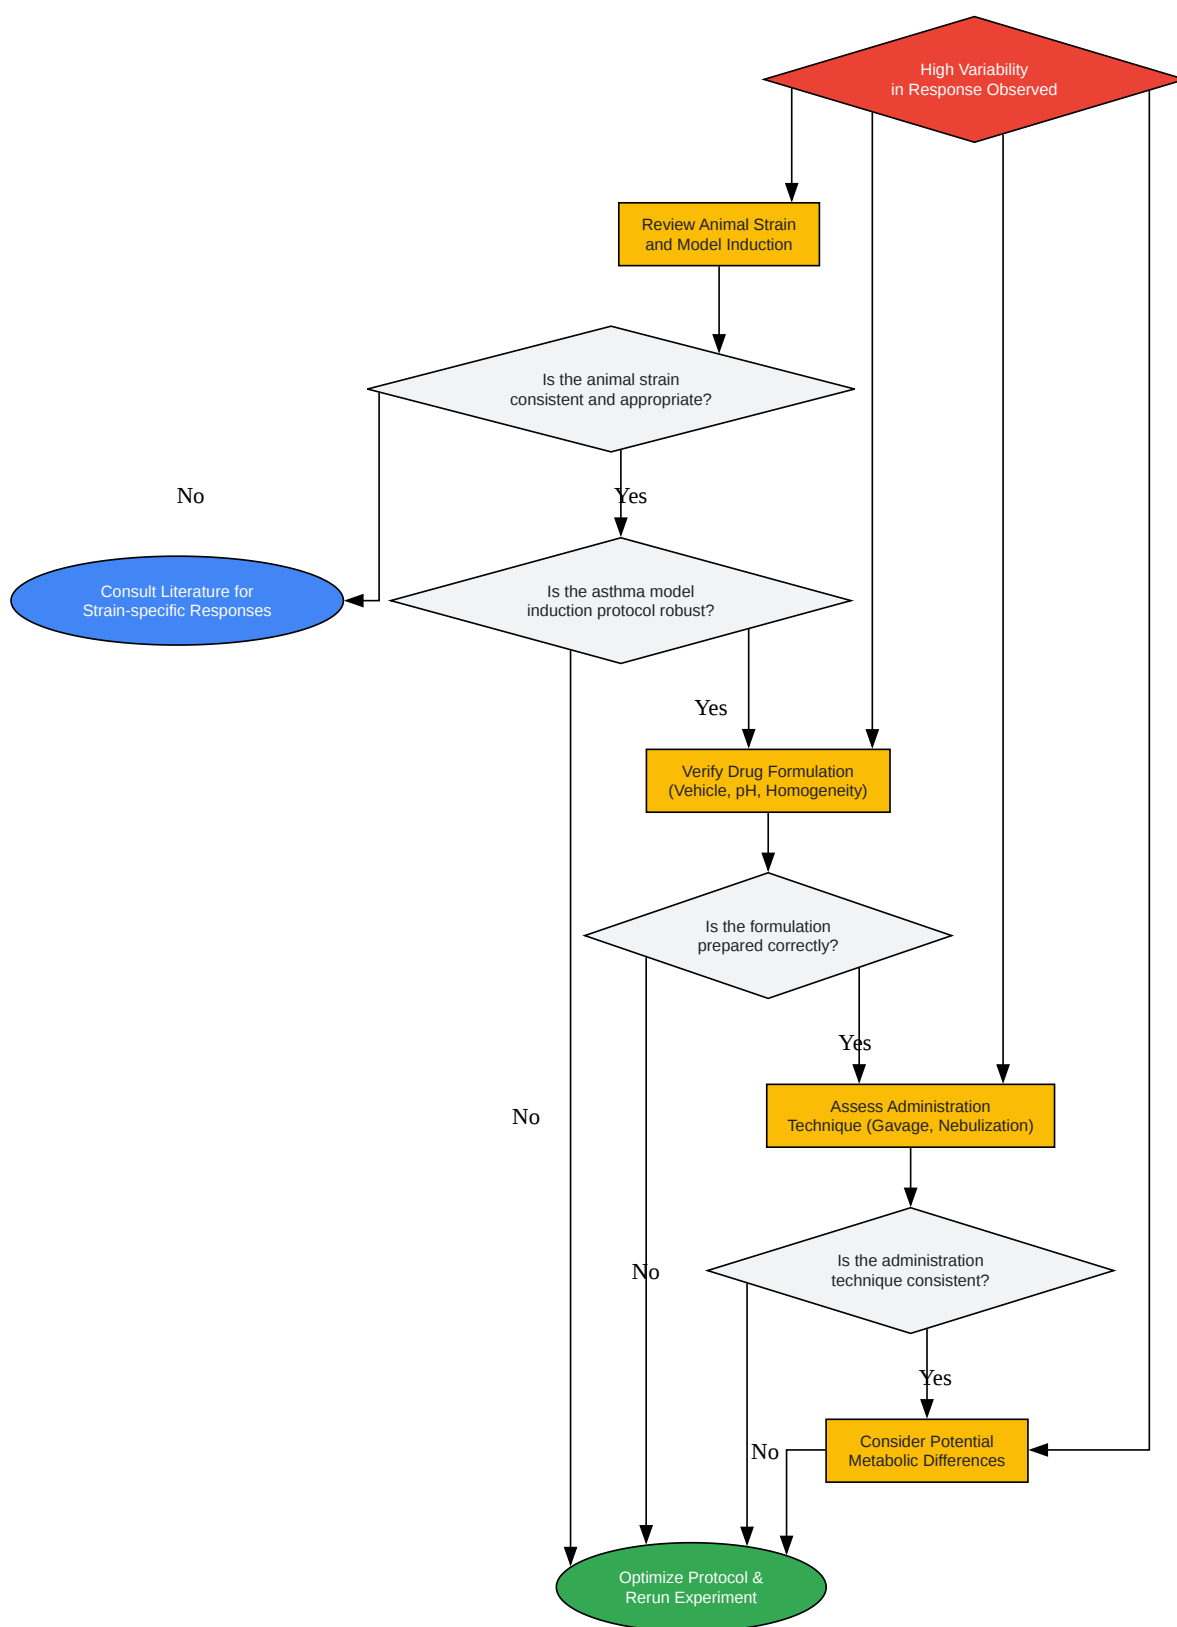 High Variability
in Response Observed
Review Animal Strain
and Model Induction
Is the animal strain
consistent and appropriate?
No
Yes
Consult Literature for
Strain-specific Responses
Is the asthma model
induction protocol robust?
Yes
Verify Drug Formulation
(Vehicle, pH, Homogeneity)
Is the formulation
prepared correctly?
Yes
No
Assess Administration
Technique (Gavage, Nebulization)
No
Is the administration
technique consistent?
Yes
No
Consider Potential
Metabolic Differences
Optimize Protocol &
Rerun Experiment